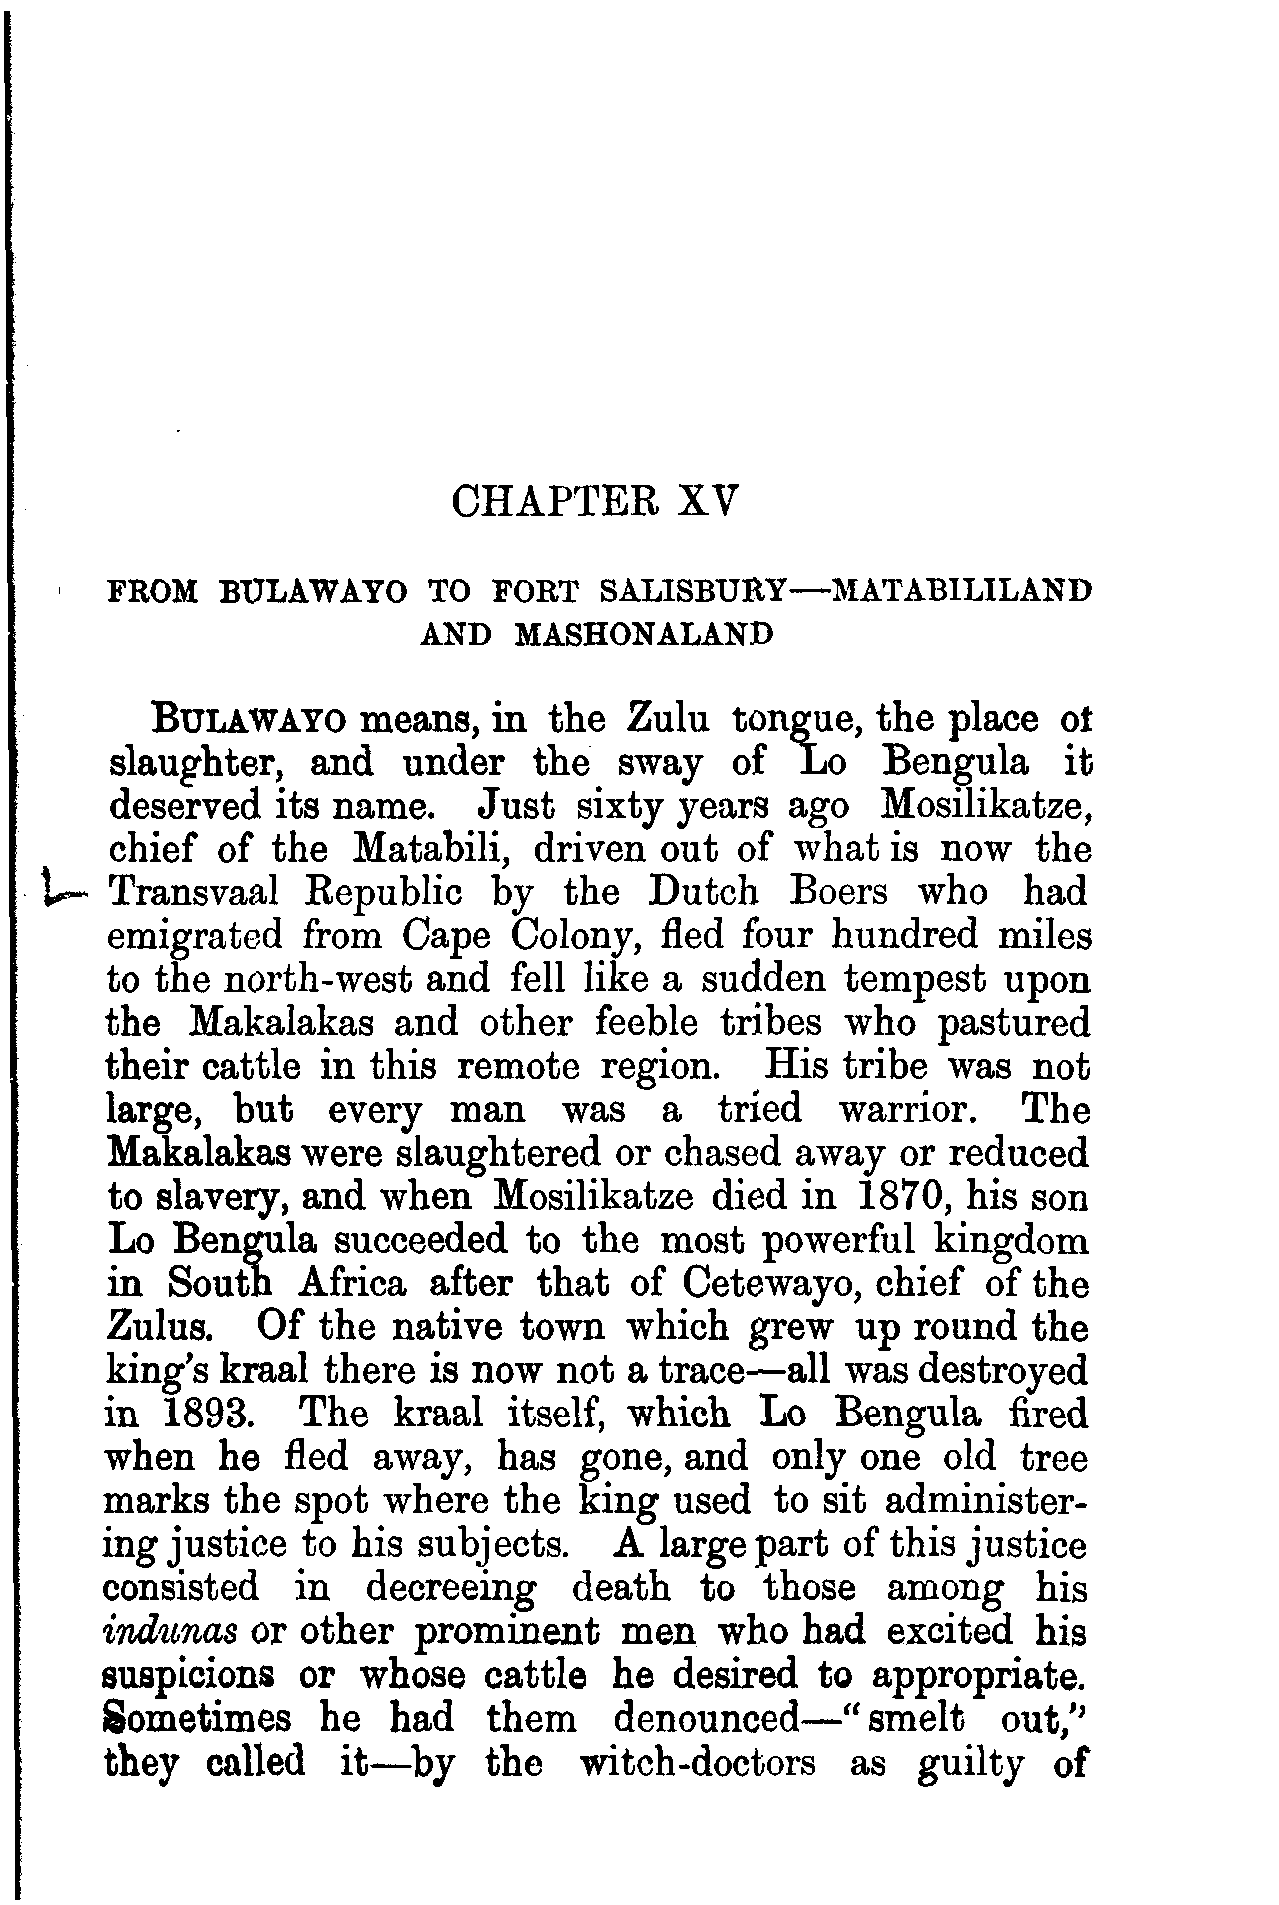 CHAPTER XV
FROM BULAWAYO TO FORT SALISBURY—MATABILILAND
AND MASHONALAND
BULAWAYO means, in the Zulu tongue, the place of
slaughter, and under the sway of Lo Bengula it
deserved its name. Just sixty years ago Mosilikatze,
chief of the Matabili, driven out of what is now the
Transvaal Republic by the Dutch Boers who had
emigrated from Cape Colony, fled four hundred miles
to the north-west and fell like a sudden tempest upon
the Makalakas and other feeble tribes who pastured
their cattle in this remote region. His tribe was not
large, but every man was a tried warrior. The
Makalakas were slaughtered or chased away or reduced
to slavery, and when Mosilikatze died in 1870, his son
Lo Bengula succeeded to the most powerful kingdom
in South Africa after that of Cetewayo, chief of the
Zulus. Of the native town which grew up round the
king's kraal there is now not a trace—all was destroyed
in 1893. The kraal itself, which Lo Bengula fired
when he fled away, has gone, and only one old tree
marks the spot where the king used to sit administer-
ing justice to his subjects. A large part of this justice
consisted in decreeing death to those among his
indunas or other prominent men who had excited his
suspicions or whose cattle he desired to appropriate.
Sometimes he had them denounced—“smelt out,”
they called it—by the witch-doctors as guilty of